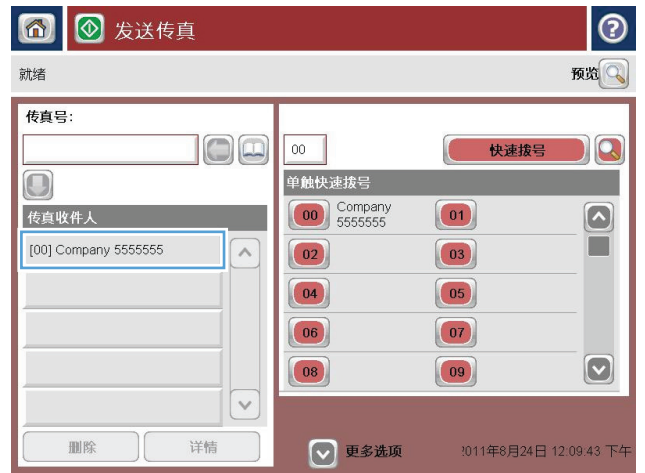 发送传真
就绪
预览
传真号：
00
快速拨号
单触快速拨号
传真收件人
[00] Company 5555555
00 Company 5555555 01
02 03
04 05
06 07
08 09
删除 详情
更多选项
2011年8月24日 12:09:43 下午